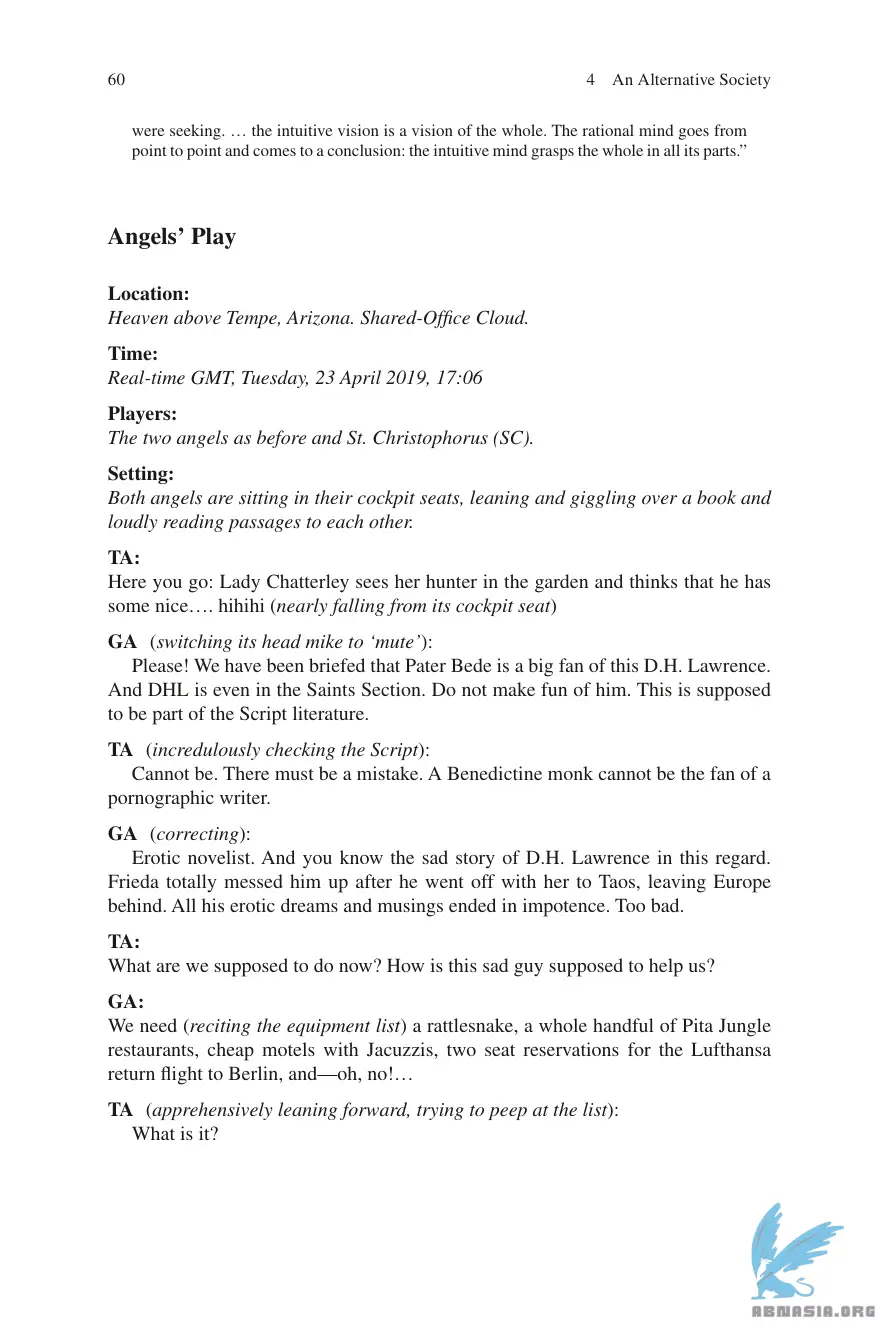 60
4 An Alternative Society
were seeking. … the intuitive vision is a vision of the whole. The rational mind goes from
point to point and comes to a conclusion: the intuitive mind grasps the whole in all its parts.”
Angels’ Play
Location:
Heaven above Tempe, Arizona. Shared-Office Cloud.
Time:
Real-time GMT, Tuesday, 23 April 2019, 17:06
Players:
The two angels as before and St. Christophorus (SC).
Setting:
Both angels are sitting in their cockpit seats, leaning and giggling over a book and
loudly reading passages to each other.
TA:
Here you go: Lady Chatterley sees her hunter in the garden and thinks that he has
some nice…. hihihi (nearly falling from its cockpit seat)
GA (switching its head mike to ‘mute’):
Please! We have been briefed that Pater Bede is a big fan of this D.H. Lawrence.
And DHL is even in the Saints Section. Do not make fun of him. This is supposed
to be part of the Script literature.
TA (incredulously checking the Script):
Cannot be. There must be a mistake. A Benedictine monk cannot be the fan of a
pornographic writer.
GA (correcting):
Erotic novelist. And you know the sad story of D.H. Lawrence in this regard.
Frieda totally messed him up after he went off with her to Taos, leaving Europe
behind. All his erotic dreams and musings ended in impotence. Too bad.
TA:
What are we supposed to do now? How is this sad guy supposed to help us?
GA:
We need (reciting the equipment list) a rattlesnake, a whole handful of Pita Jungle
restaurants, cheap motels with Jacuzzis, two seat reservations for the Lufthansa
return flight to Berlin, and—oh, no!…
TA (apprehensively leaning forward, trying to peep at the list):
What is it?
ABNASIA.ORG